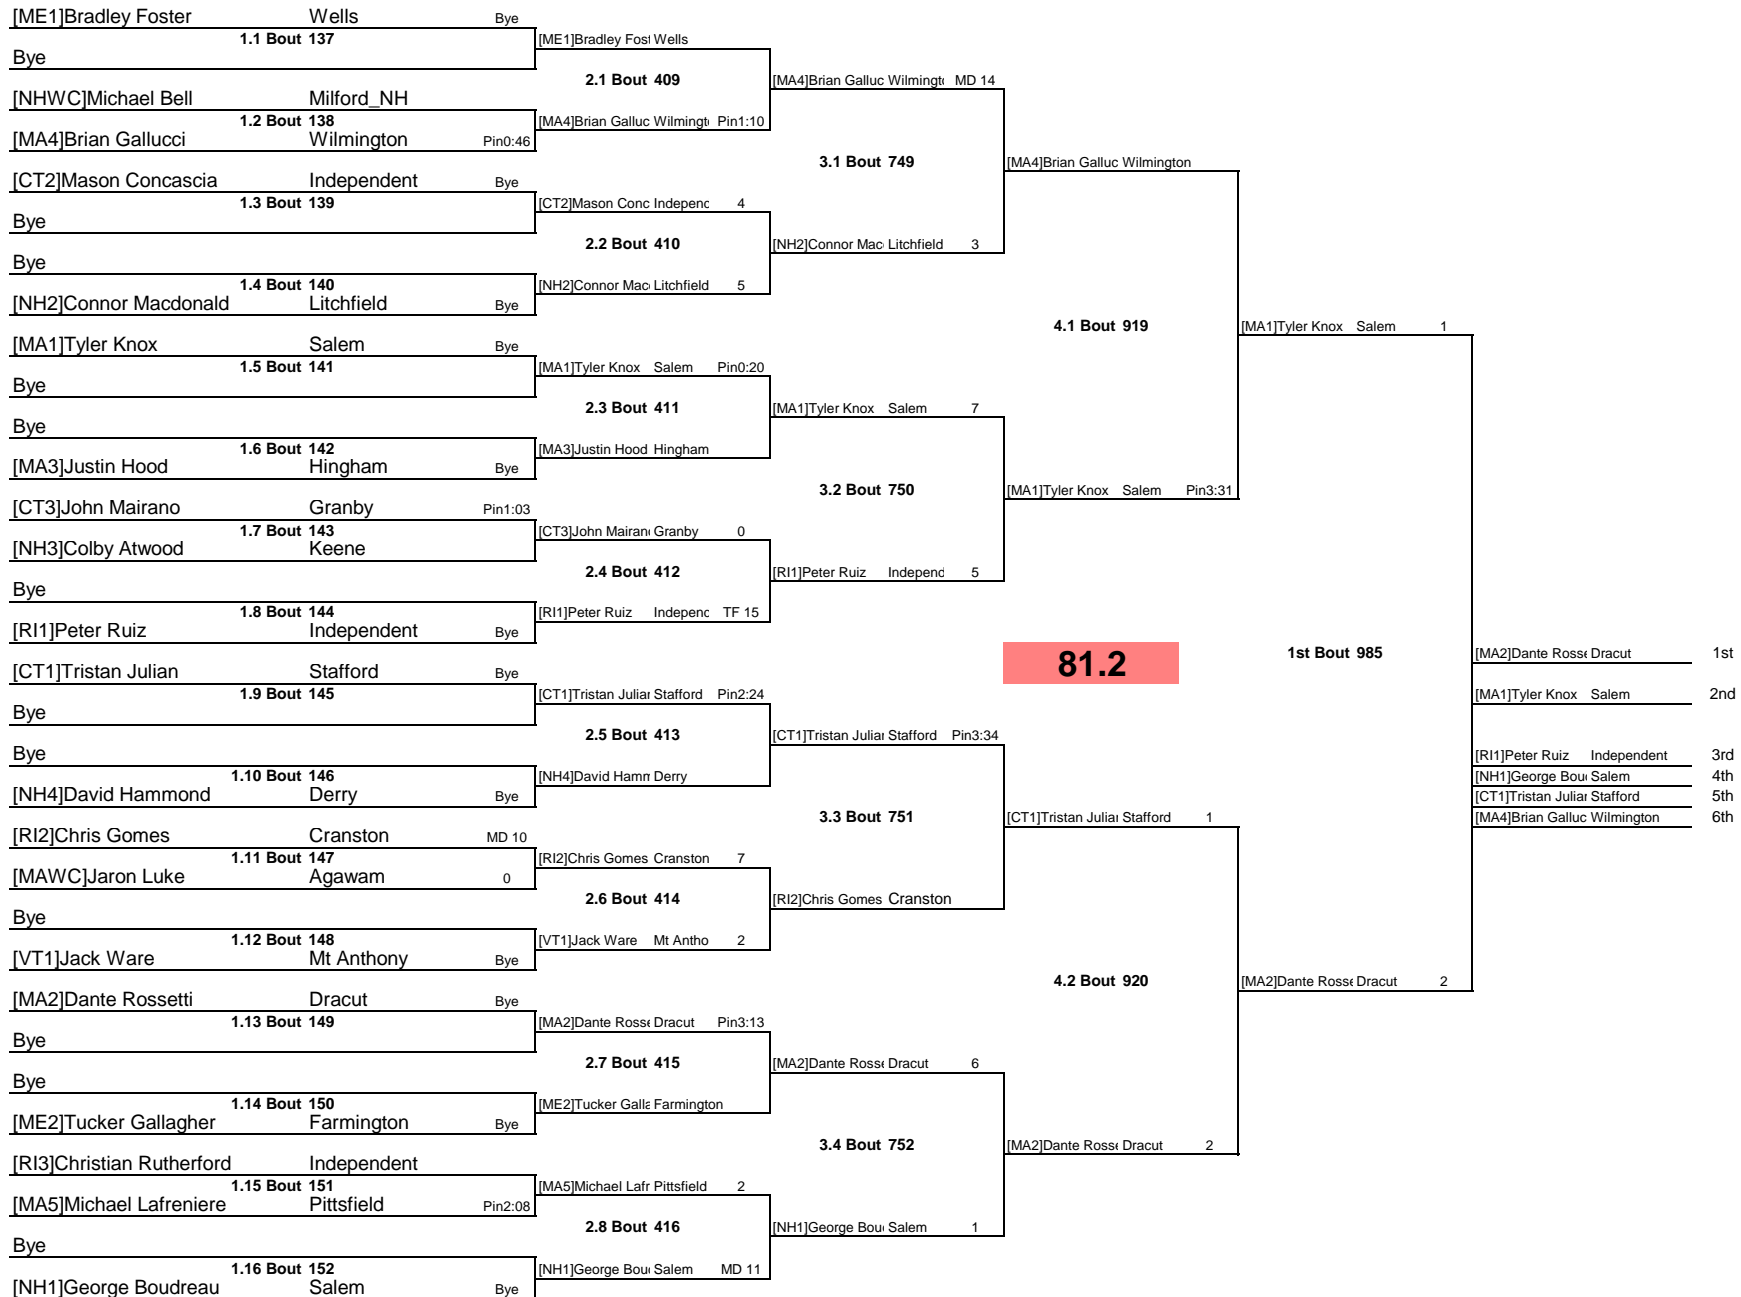 [ME1]Bradley Foster Wells Bye
1.1 Bout 137
Bye
[NHWC]Michael Bell Milford_NH
1.2 Bout 138
[MA4]Brian Gallucci Wilmington Pin0:46
[CT2]Mason Concascia Independent Bye
1.3 Bout 139
Bye
Bye
1.4 Bout 140
[NH2]Connor Macdonald Litchfield Bye
[MA1]Tyler Knox Salem Bye
1.5 Bout 141
Bye
Bye
1.6 Bout 142
[MA3]Justin Hood Hingham Bye
[CT3]John Mairano Granby Pin1:03
1.7 Bout 143
[NH3]Colby Atwood Keene
Bye
1.8 Bout 144
[RI1]Peter Ruiz Independent Bye
[CT1]Tristan Julian Stafford Bye
1.9 Bout 145
Bye
Bye
1.10 Bout 146
[NH4]David Hammond Derry Bye
[RI2]Chris Gomes Cranston MD 10
1.11 Bout 147
[MAWC]Jaron Luke Agawam 0
Bye
1.12 Bout 148
[VT1]Jack Ware Mt Anthony Bye
[MA2]Dante Rossetti Dracut Bye
1.13 Bout 149
Bye
Bye
1.14 Bout 150
[ME2]Tucker Gallagher Farmington Bye
[RI3]Christian Rutherford Independent
1.15 Bout 151
[MA5]Michael Lafreniere Pittsfield Pin2:08
Bye
1.16 Bout 152
[NH1]George Boudreau Salem Bye
[ME1]Bradley Fost Wells
2.1 Bout 409
[MA4]Brian Galluc Wilmingt Pin1:10
[CT2]Mason Conc Independ 4
2.2 Bout 410
[NH2]Connor Mac Litchfield 5
[MA1]Tyler Knox Salem Pin0:20
2.3 Bout 411
[MA3]Justin Hood Hingham
[CT3]John Mairan Granby 0
2.4 Bout 412
[RI1]Peter Ruiz Independ TF 15
[CT1]Tristan Julian Stafford Pin2:24
2.5 Bout 413
[NH4]David Hamm Derry
[RI2]Chris Gomes Cranston 7
2.6 Bout 414
[VT1]Jack Ware Mt Antho 2
[MA2]Dante Rosse Dracut Pin3:13
2.7 Bout 415
[ME2]Tucker Galla Farmington
[MA5]Michael Lafr Pittsfield 2
2.8 Bout 416
[NH1]George Bou Salem MD 11
[MA4]Brian Galluc Wilmingt MD 14
3.1 Bout 749
[NH2]Connor Mac Litchfield 3
[MA1]Tyler Knox Salem 7
3.2 Bout 750
[RI1]Peter Ruiz Independ 5
[CT1]Tristan Julian Stafford Pin3:34
3.3 Bout 751
[RI2]Chris Gomes Cranston
[MA2]Dante Rosse Dracut 6
3.4 Bout 752
[NH1]George Bou Salem 1
[MA4]Brian Galluc Wilmington
4.1 Bout 919
[MA1]Tyler Knox Salem Pin3:31
81.2
[CT1]Tristan Julian Stafford 1
4.2 Bout 920
[MA2]Dante Rosse Dracut 2
[MA1]Tyler Knox Salem 1
1st Bout 985
[MA2]Dante Rosse Dracut 2
[MA2]Dante Rosse Dracut 1st
[MA1]Tyler Knox Salem 2nd
[RI1]Peter Ruiz Independent 3rd
[NH1]George Bou Salem 4th
[CT1]Tristan Julian Stafford 5th
[MA4]Brian Galluc Wilmington 6th